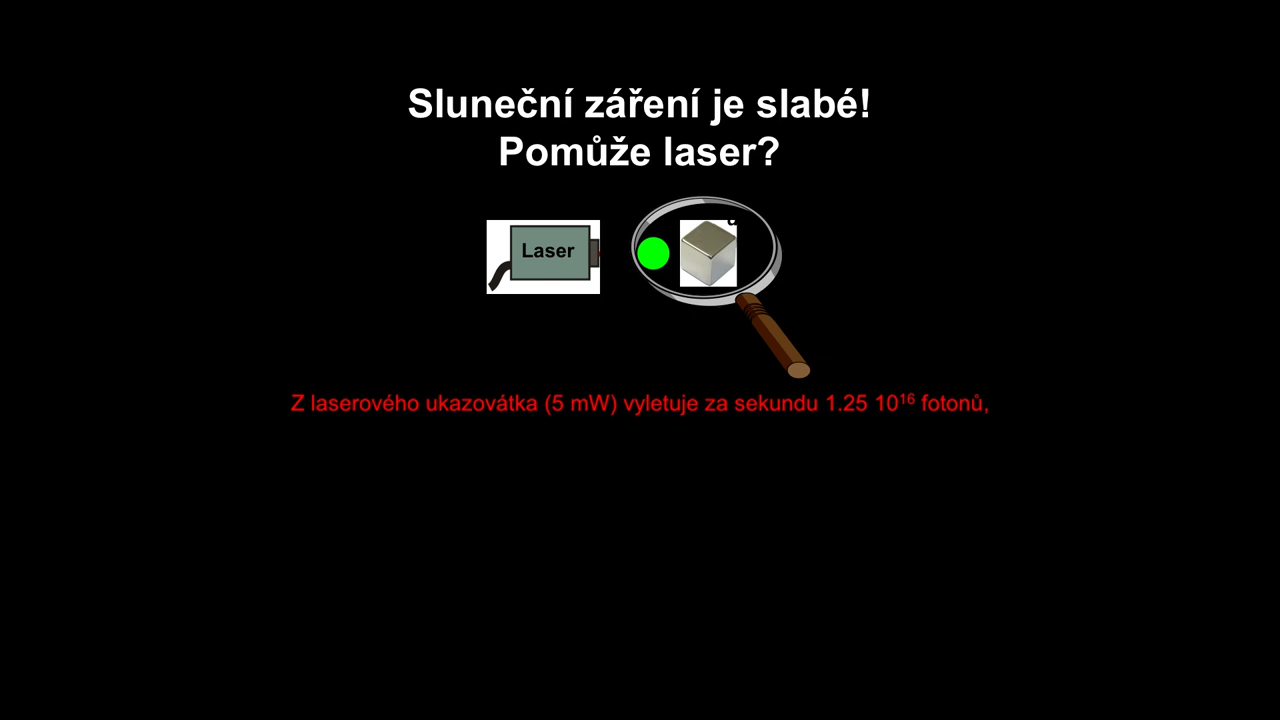 Sluneční záření je slabé!
Pomůže laser?
Laser
Z laserového ukazovátka (5 mW) vyletuje za sekundu 1.25 10¹⁶ fotonů,